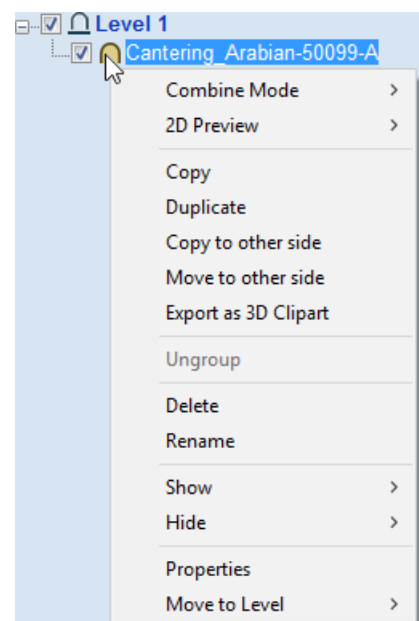 Level 1
Cantering_Arabian-50099-A
Combine Mode
2D Preview
Copy
Duplicate
Copy to other side
Move to other side
Export as 3D Clipart
Ungroup
Delete
Rename
Show
Hide
Properties
Move to Level